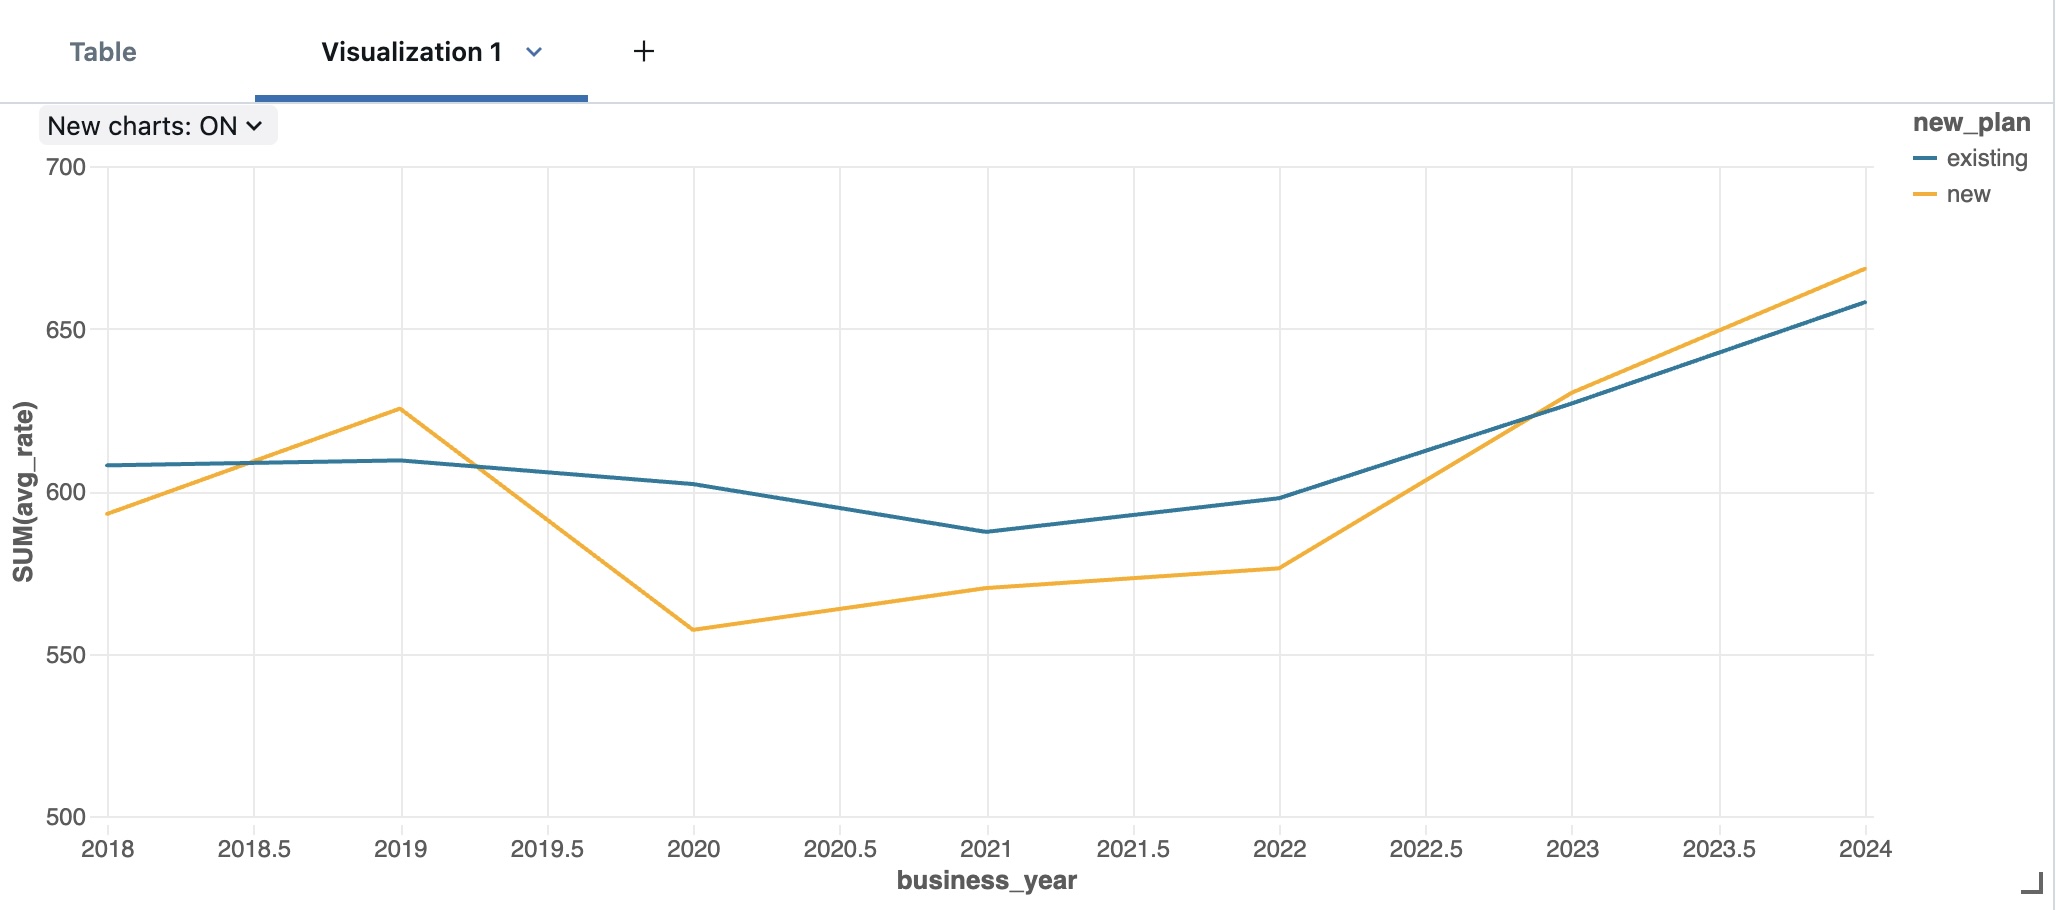 Table
Visualization 1
+
New charts: ON
new_plan
existing
new
700
650
600
550
500
SUM(avg_rate)
2018 2018.5 2019 2019.5 2020 2020.5 2021 2021.5 2022 2022.5 2023 2023.5 2024
business_year